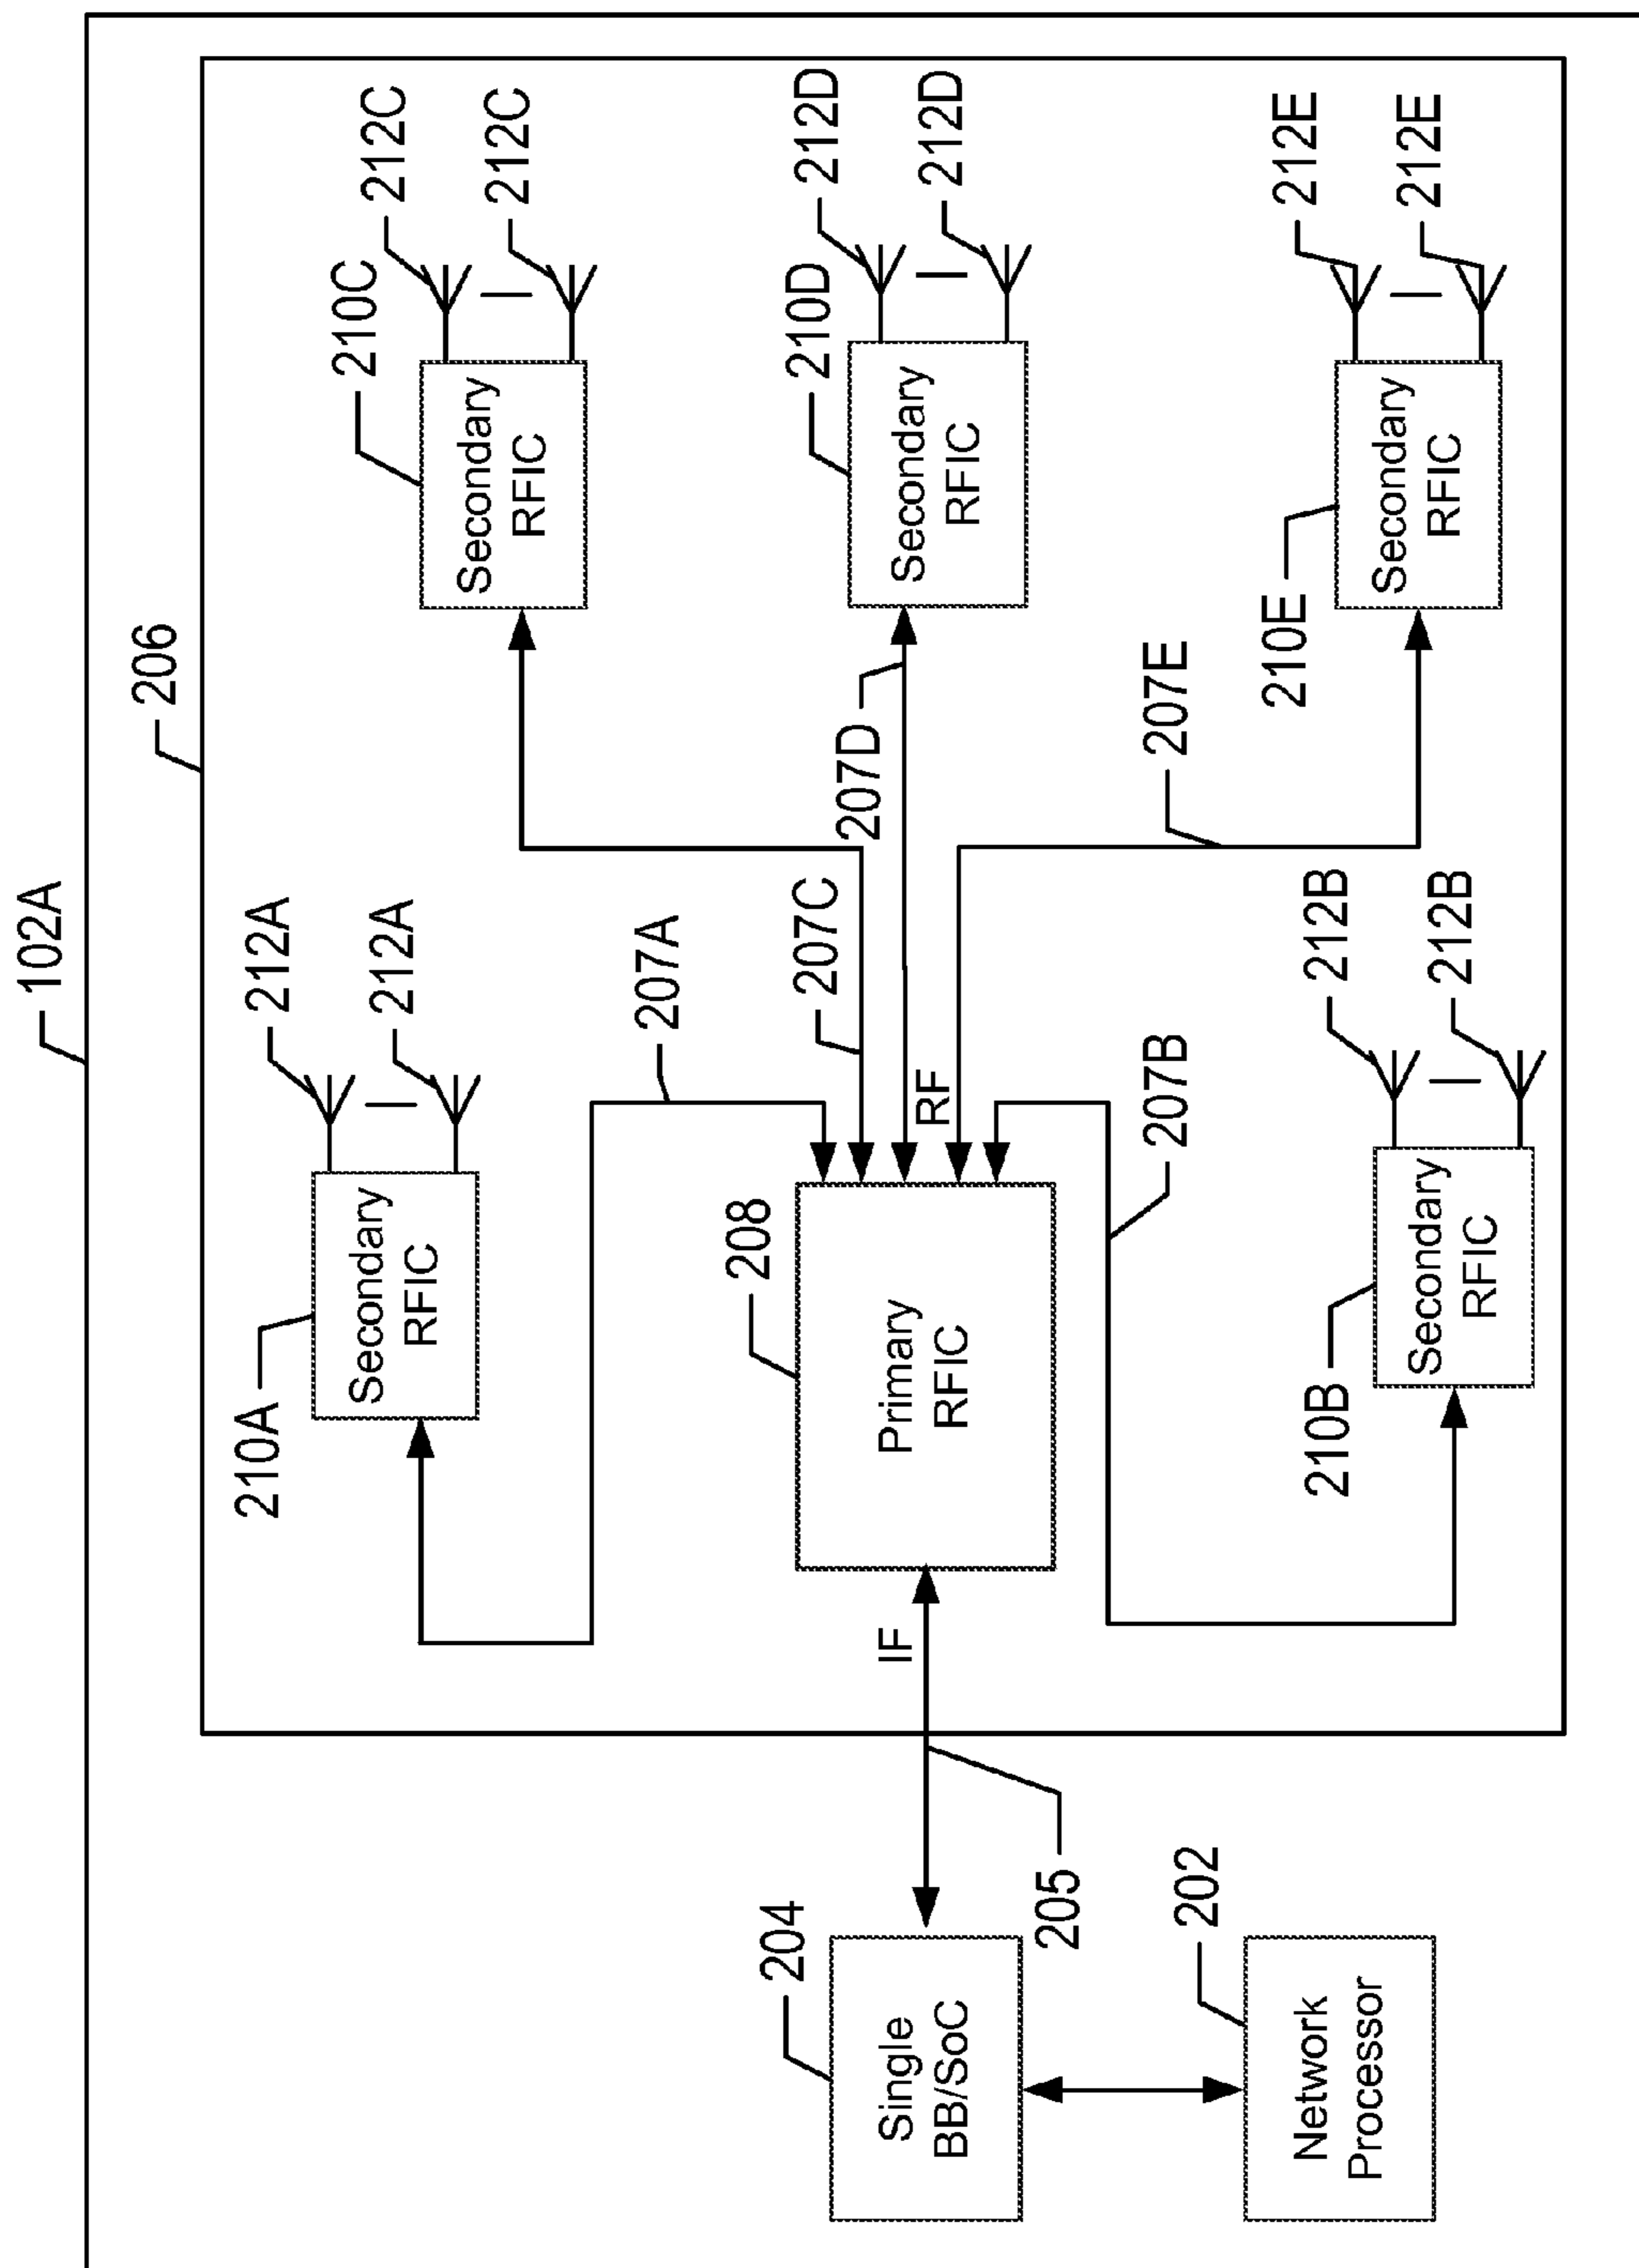 102A
206
212A
212A
210A
Secondary
RFIC
207A
212C
212C
210C
Secondary
RFIC
207C
212D
212D
210D
Secondary
RFIC
207D
RF
208
Primary
RFIC
IF
205
204
Single
BB/SoC
202
Network
Processor
207B
207E
212B
212B
210B
Secondary
RFIC
212E
212E
210E
Secondary
RFIC